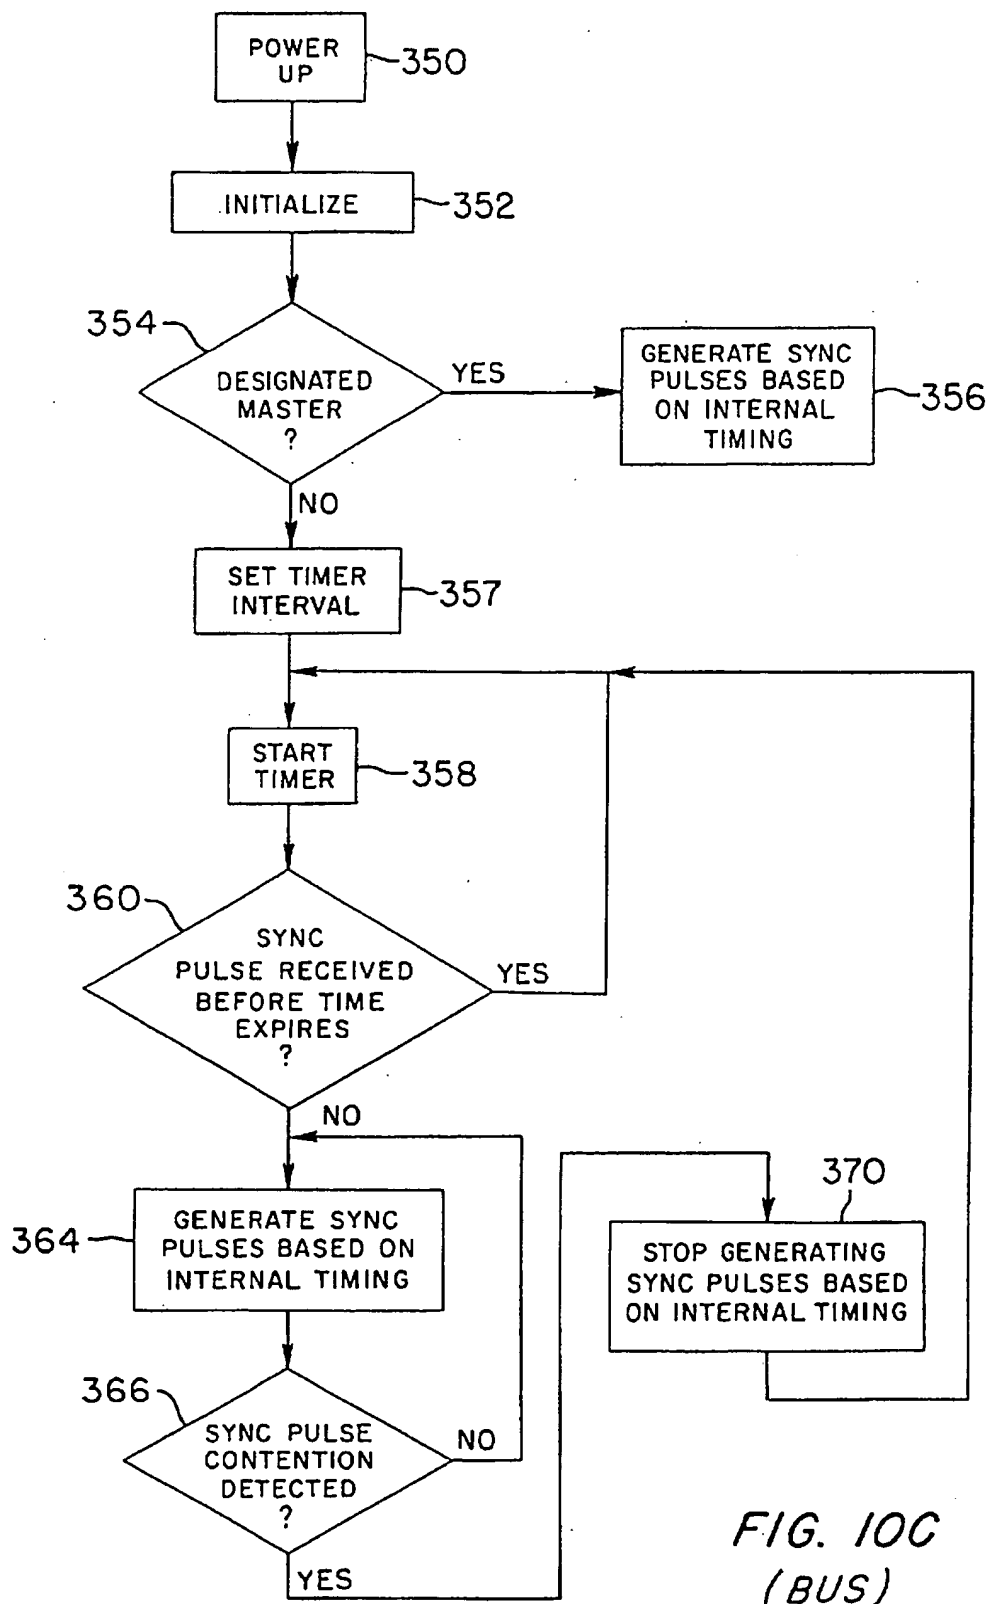 POWER
UP
350
INITIALIZE
352
354
DESIGNATED
MASTER
?
YES
GENERATE SYNC
PULSES BASED
ON INTERNAL
TIMING
356
NO
SET TIMER
INTERVAL
357
START
TIMER
358
360
SYNC
PULSE RECEIVED
BEFORE TIME
EXPIRES
?
YES
NO
364
GENERATE SYNC
PULSES BASED ON
INTERNAL TIMING
370
STOP GENERATING
SYNC PULSES BASED
ON INTERNAL TIMING
366
SYNC PULSE
CONTENTION
DETECTED
?
NO
YES
FIG. 10C
(BUS)